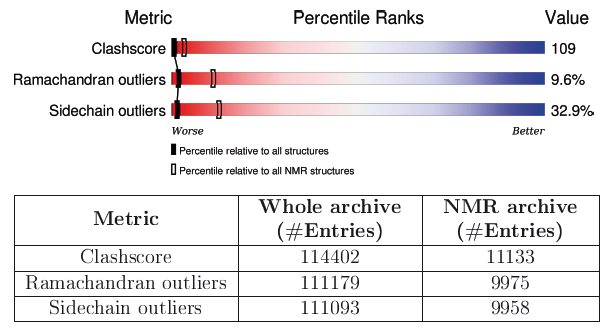 Metric Percentile Ranks Value
Clashscore 109
Ramachandran outliers 9.6%
Sidechain outliers 32.9%
Worse Better
Percentile relative to all structures
Percentile relative to all NMR structures
Metric Whole archive (#Entries) NMR archive (#Entries)
Clashscore 114402 11133
Ramachandran outliers 111179 9975
Sidechain outliers 111093 9958